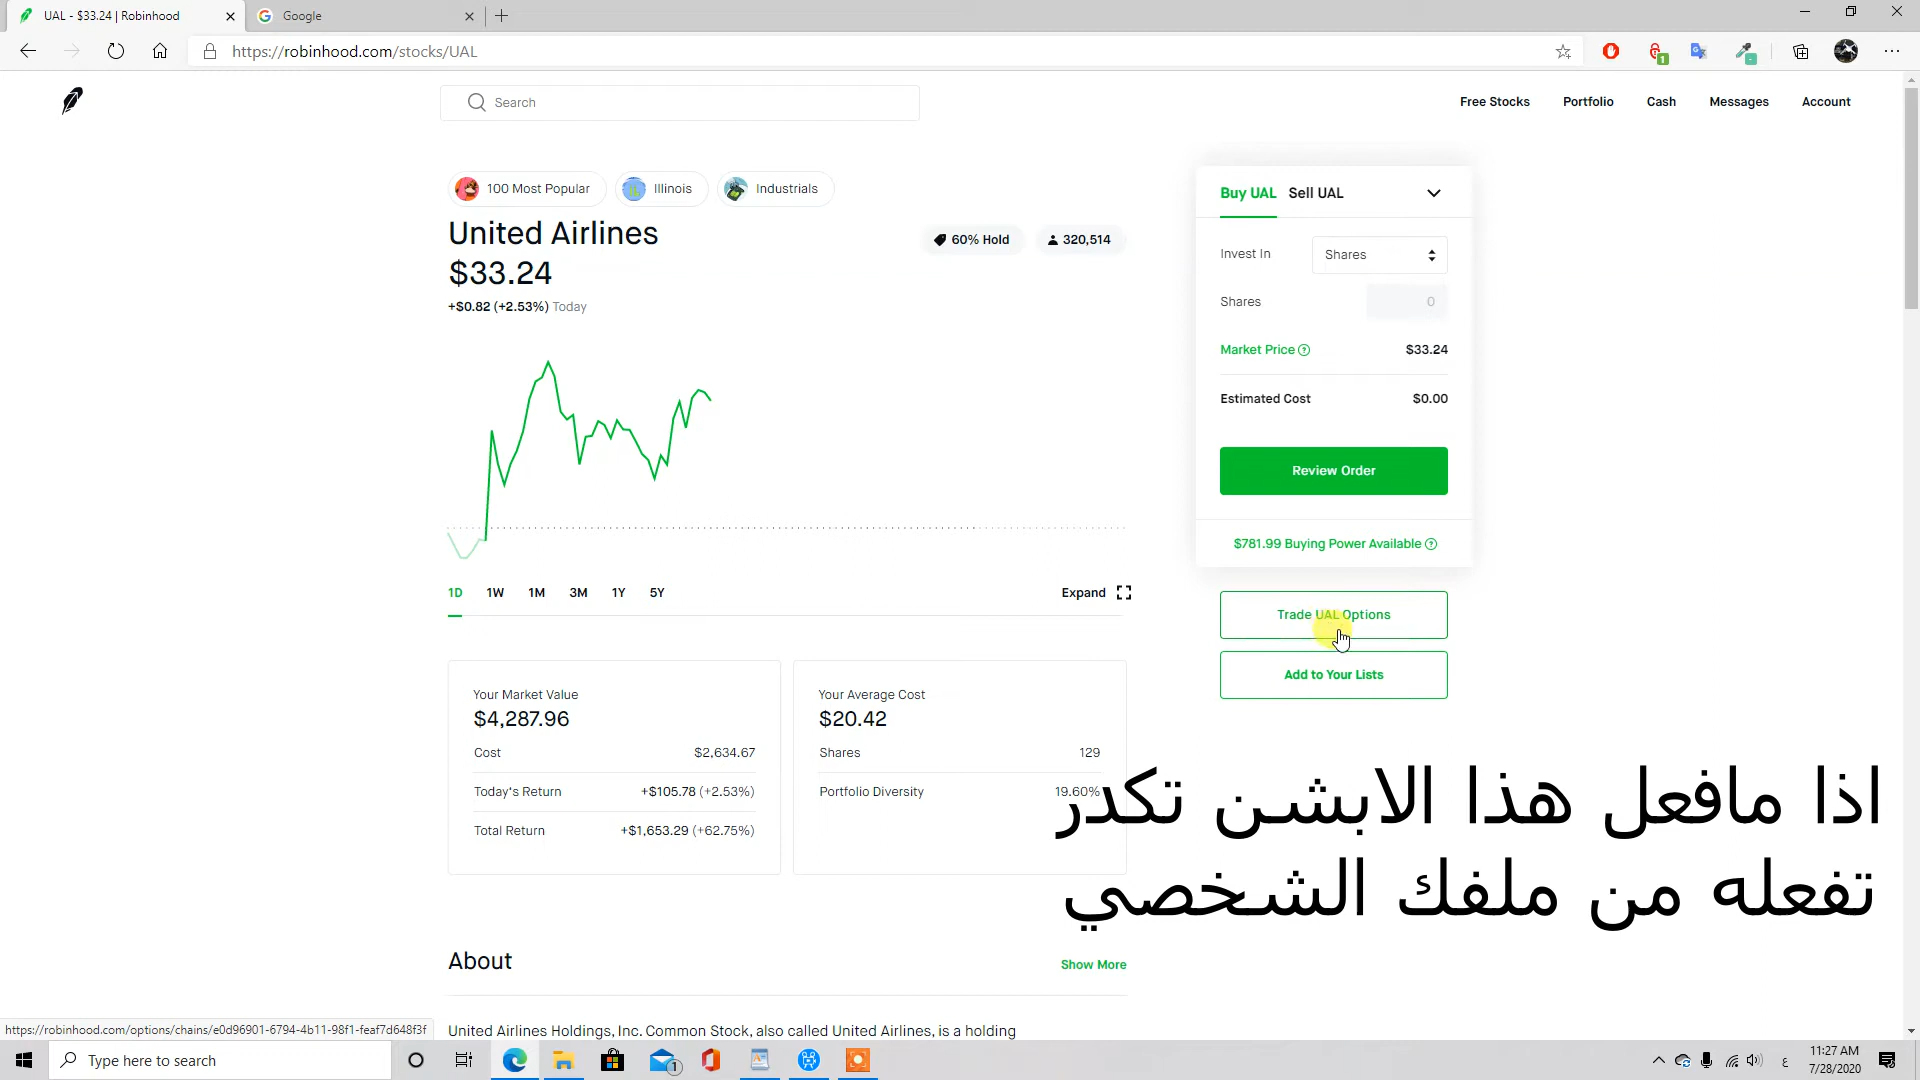 UAL - $33.24 | Robinhood
Google
https://robinhood.com/stocks/UAL
1
Search
Free Stocks
Portfolio
Cash
Messages
Account
100 Most Popular
Illinois
Industrials
United Airlines
$33.24
+$0.82 (+2.53%) Today
60% Hold
320,514
1D
1W
1M
3M
1Y
5Y
Expand
Your Market Value
$4,287.96
Cost $2,634.67
Today's Return +$105.78 (+2.53%)
Total Return +$1,653.29 (+62.75%)
Your Average Cost
$20.42
Shares 129
Portfolio Diversity 19.60%
About
Show More
United Airlines Holdings, Inc. Common Stock, also called United Airlines, is a holding
Buy UAL
Sell UAL
Invest In Shares
Shares 0
Market Price $33.24
Estimated Cost $0.00
Review Order
$781.99 Buying Power Available
Trade UAL Options
Add to Your Lists
اذا مافعل هذا الابشن تكدر
تفعله من ملفك الشخصي
https://robinhood.com/options/chains/e0d96901-6794-4b11-98f1-feaf7d648f3f
Type here to search
1
ع
11:27 AM
7/28/2020